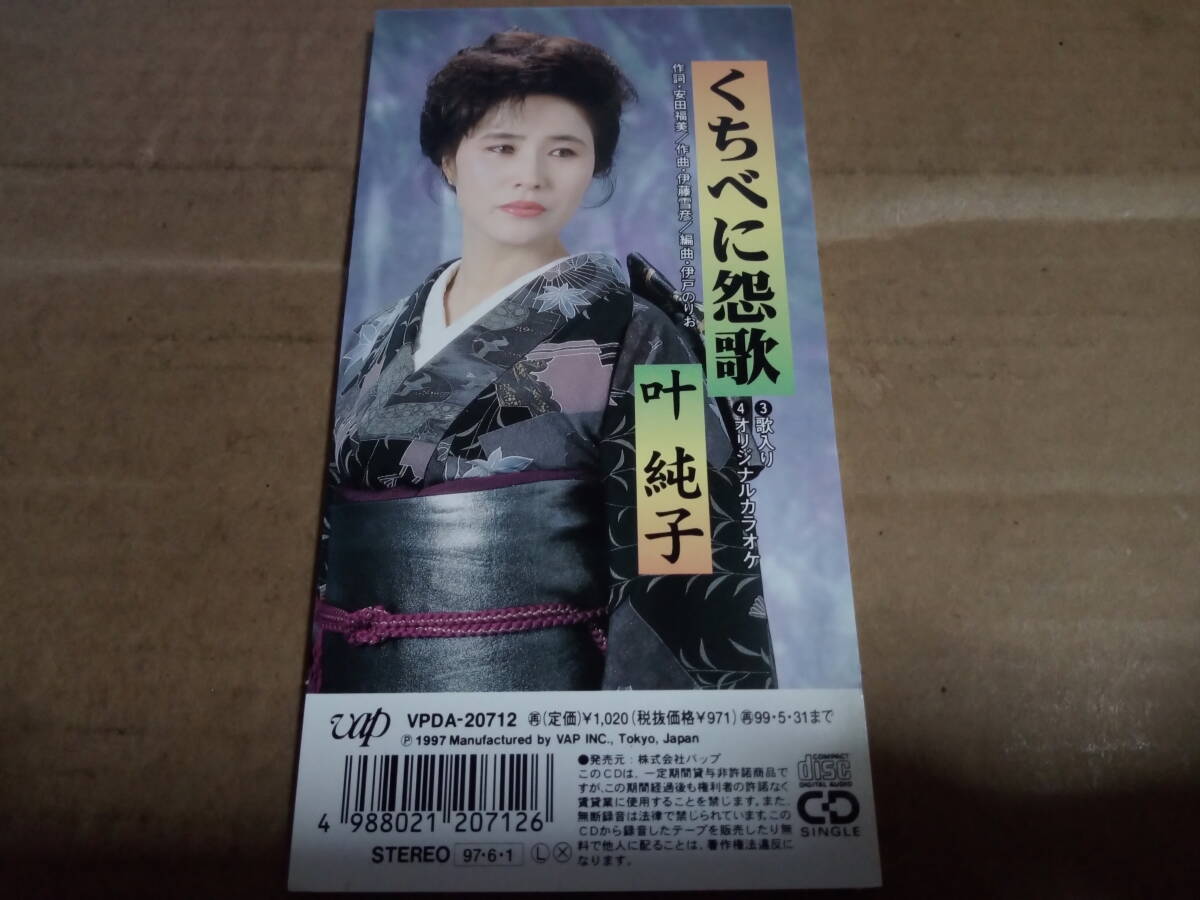 くちべに怨歌
❸歌入り
❹オリジナルカラオケ
作詞・安田福美／作曲・伊藤雪彦／編曲・伊戸のりお
叶 純子
vap VPDA-20712 再(定価)¥1,020(税抜価格¥971)再99・5・31まで
Ⓟ1997 Manufactured by VAP INC., Tokyo, Japan
●発売元：株式会社バップ
このCDは、一定期間貸与非許諾商品で
すが、この期間経過後も権利者の許諾なく
賃貸業に使用することを禁じます。また、
無断録音は法律で禁じられています。この
CDから録音したテープを販売したり無
料で他人に配ることは、著作権法違反に
なります。
COMPACT
disc
DIGITAL AUDIO
CD
SINGLE
4 988021 207126
STEREO 97・6・1 Ⓛ Ⓧ